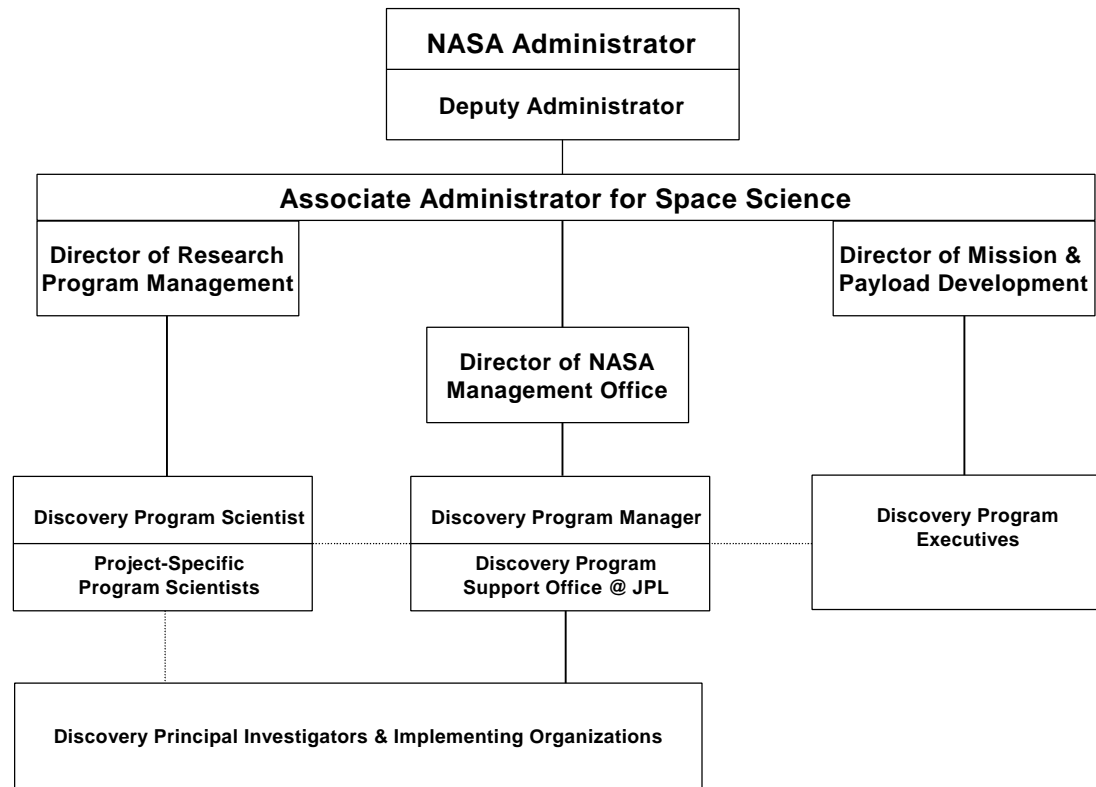 NASA Administrator
Deputy Administrator
Associate Administrator for Space Science
Director of Research
Program Management
Director of Mission &
Payload Development
Director of NASA
Management Office
Discovery Program Scientist
Project-Specific
Program Scientists
Discovery Program Manager
Discovery Program
Support Office @ JPL
Discovery Program
Executives
Discovery Principal Investigators & Implementing Organizations